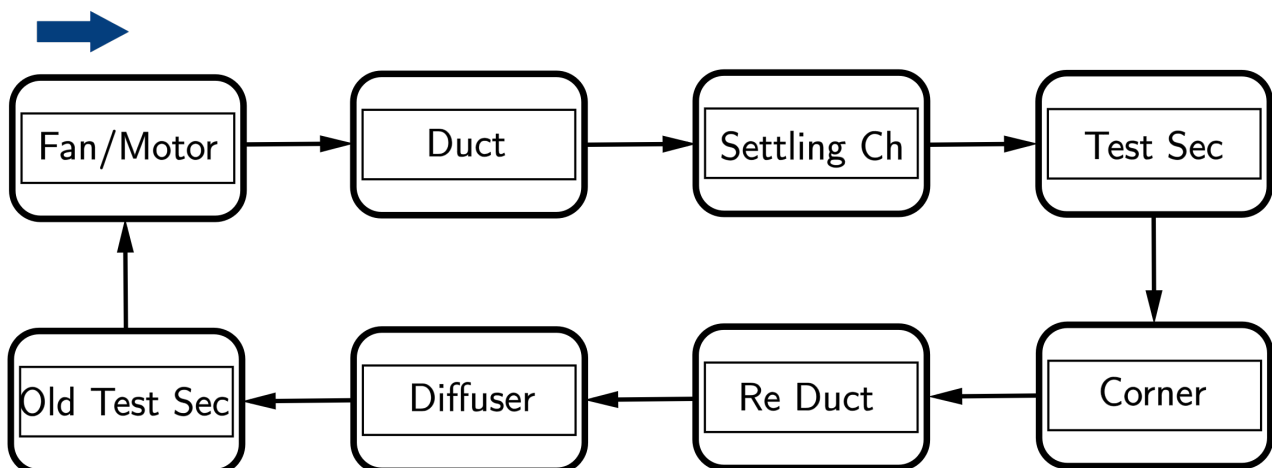 Fan/Motor
Duct
Settling Ch
Test Sec
Old Test Sec
Diffuser
Re Duct
Corner